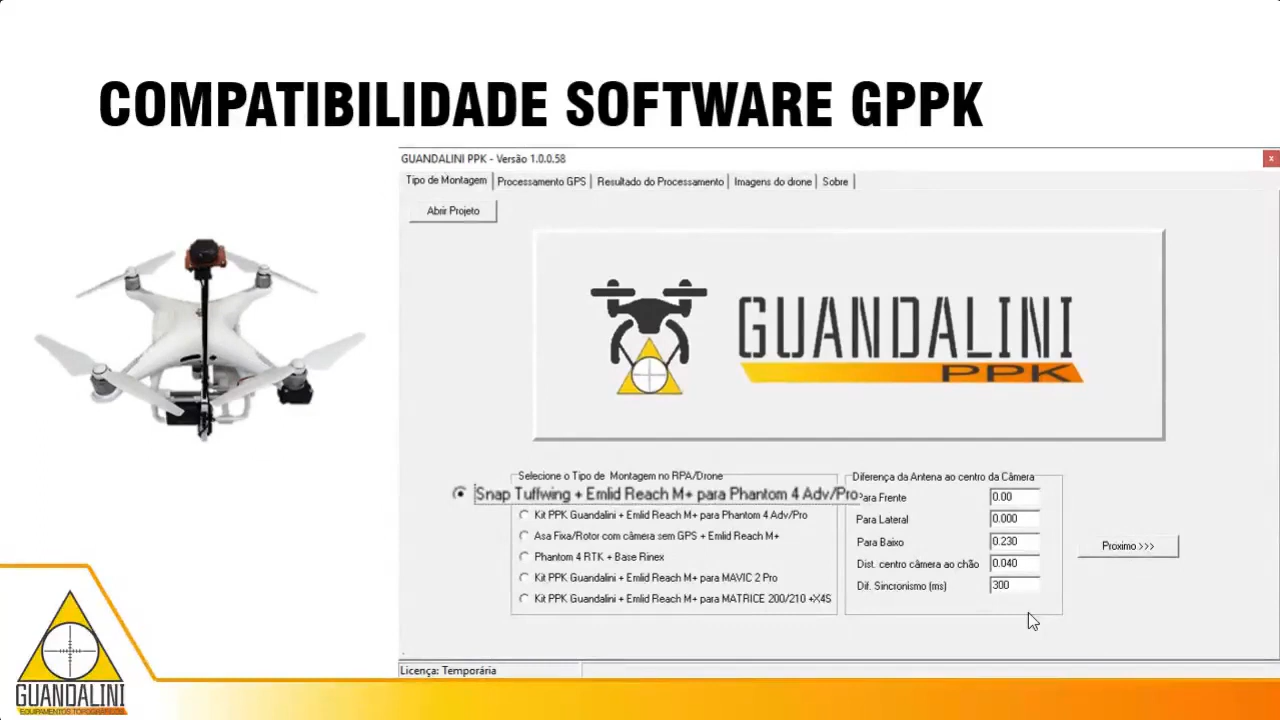 COMPATIBILIDADE SOFTWARE GPPK
GUANDALINI PPK - Versão 1.0.0.58
x
Tipo de Montagem
Processamento GPS
Resultado do Processamento
Imagens do drone
Sobre
Abrir Projeto
GUANDALINI
PPK
Selecione o Tipo de Montagem no RPA/Drone
Snap Tuffwing + Emlid Reach M+ para Phantom 4 Adv/Pro
Kit PPK Guandalini + Emlid Reach M+ para Phantom 4 Adv/Pro
Asa Fixa/Rotor com câmera sem GPS + Emlid Reach M+
Phantom 4 RTK + Base Rinex
Kit PPK Guandalini + Emlid Reach M+ para MAVIC 2 Pro
Kit PPK Guandalini + Emlid Reach M+ para MATRICE 200/210 +X4S
Diferença da Antena ao centro da Câmera
Para Frente 0.00
Para Lateral 0.000
Para Baixo 0.230
Dist. centro câmera ao chão 0.040
Dif. Sincronismo (ms) 300
Proximo >>>
Licença: Temporária
GUANDALINI
EQUIPAMENTOS TOPOGRÁFICOS